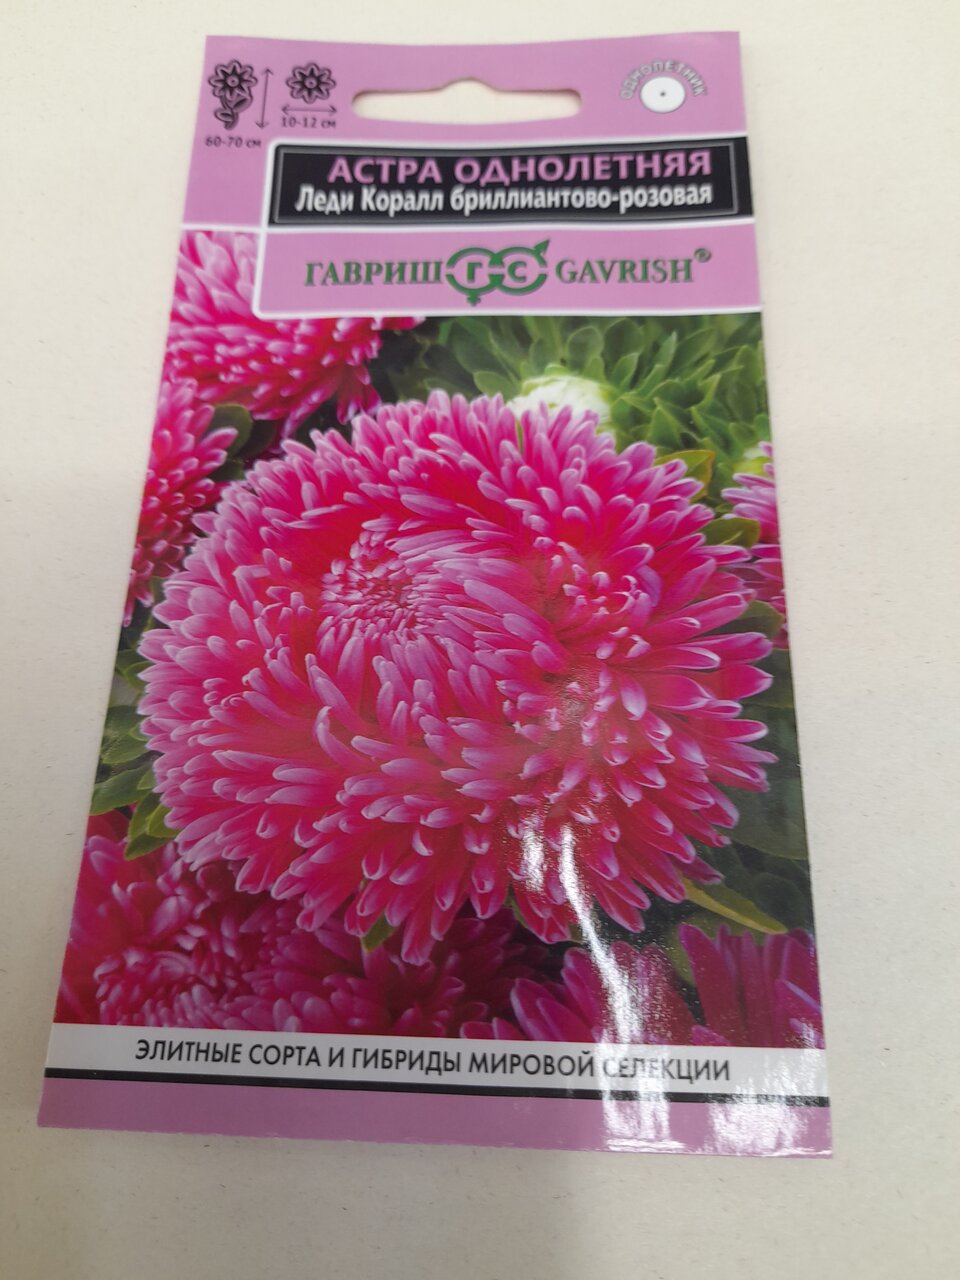 60-70 см
10-12 см
ОДНОЛЕТНИК
АСТРА ОДНОЛЕТНЯЯ
Леди Коралл бриллиантово-розовая
ГАВРИШ ГС GAVRISH®
ЭЛИТНЫЕ СОРТА И ГИБРИДЫ МИРОВОЙ СЕЛЕКЦИИ